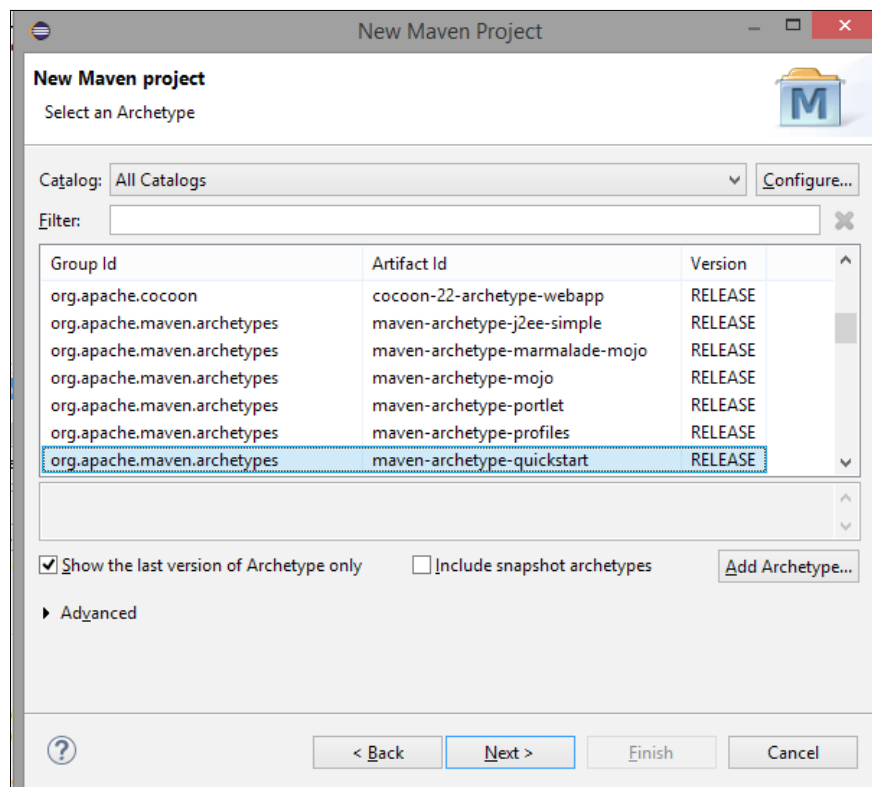 New Maven Project
New Maven project
Select an Archetype
M
Catalog: All Catalogs Configure...
Filter:
Group Id Artifact Id Version
org.apache.cocoon cocoon-22-archetype-webapp RELEASE
org.apache.maven.archetypes maven-archetype-j2ee-simple RELEASE
org.apache.maven.archetypes maven-archetype-marmalade-mojo RELEASE
org.apache.maven.archetypes maven-archetype-mojo RELEASE
org.apache.maven.archetypes maven-archetype-portlet RELEASE
org.apache.maven.archetypes maven-archetype-profiles RELEASE
org.apache.maven.archetypes maven-archetype-quickstart RELEASE
Show the last version of Archetype only Include snapshot archetypes Add Archetype...
Advanced
? < Back Next > Finish Cancel